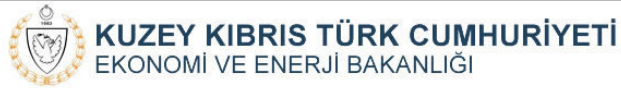 KUZEY KIBRIS TÜRK CUMHURİYETİ
EKONOMİ VE ENERJİ BAKANLIĞI